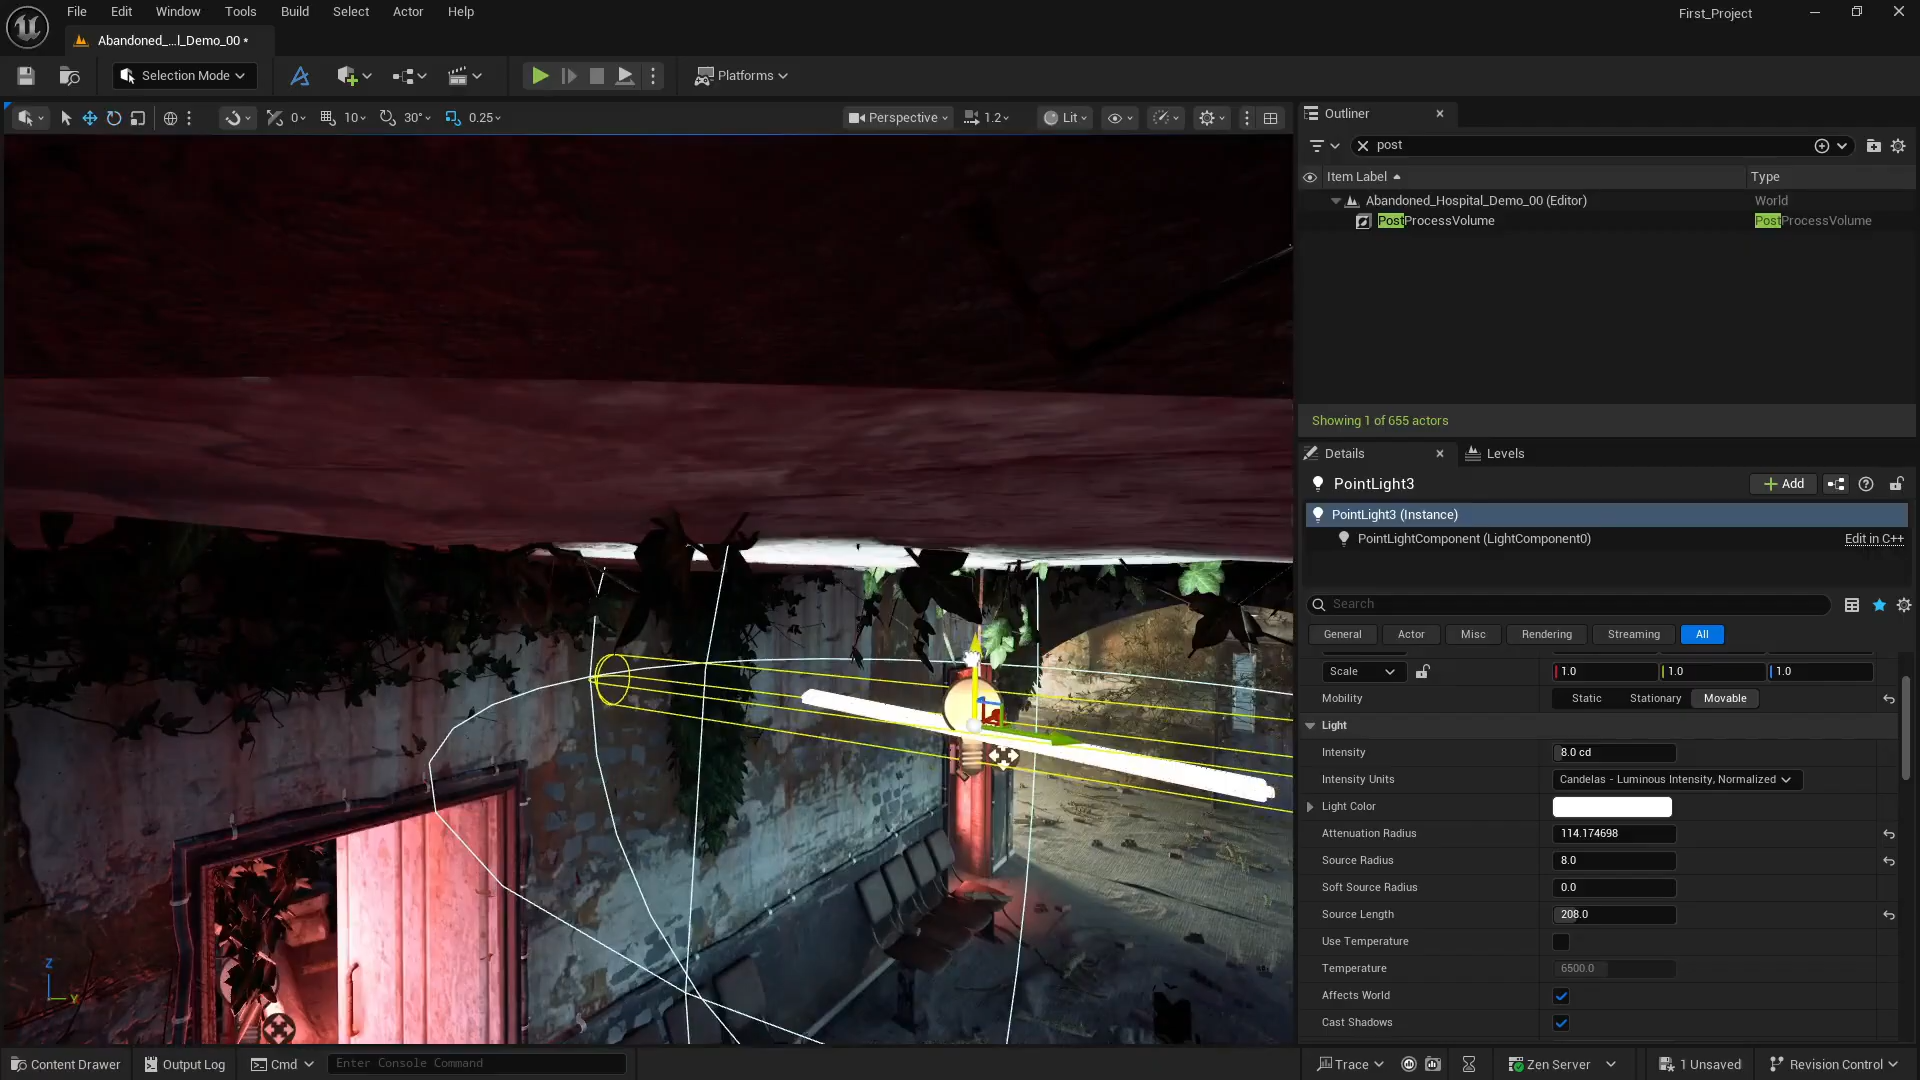 File Edit Window Tools Build Select Actor Help
First_Project
Abandoned_...l_Demo_00 *
Selection Mode
Platforms
0 10 30° 0.25
Perspective 1.2 Lit
Outliner
post
Item Label Type
Abandoned_Hospital_Demo_00 (Editor) World
PostProcessVolume PostProcessVolume
Showing 1 of 655 actors
Details Levels
PointLight3 Add
PointLight3 (Instance)
PointLightComponent (LightComponent0) Edit in C++
Search
General Actor Misc Rendering Streaming All
Scale 1.0 1.0 1.0
Mobility Static Stationary Movable
Light
Intensity 8.0 cd
Intensity Units Candelas - Luminous Intensity, Normalized
Light Color
Attenuation Radius 114.174698
Source Radius 8.0
Soft Source Radius 0.0
Source Length 208.0
Use Temperature
Temperature 6500.0
Affects World
Cast Shadows
Z
Y
Content Drawer Output Log Cmd Enter Console Command Trace Zen Server 1 Unsaved Revision Control